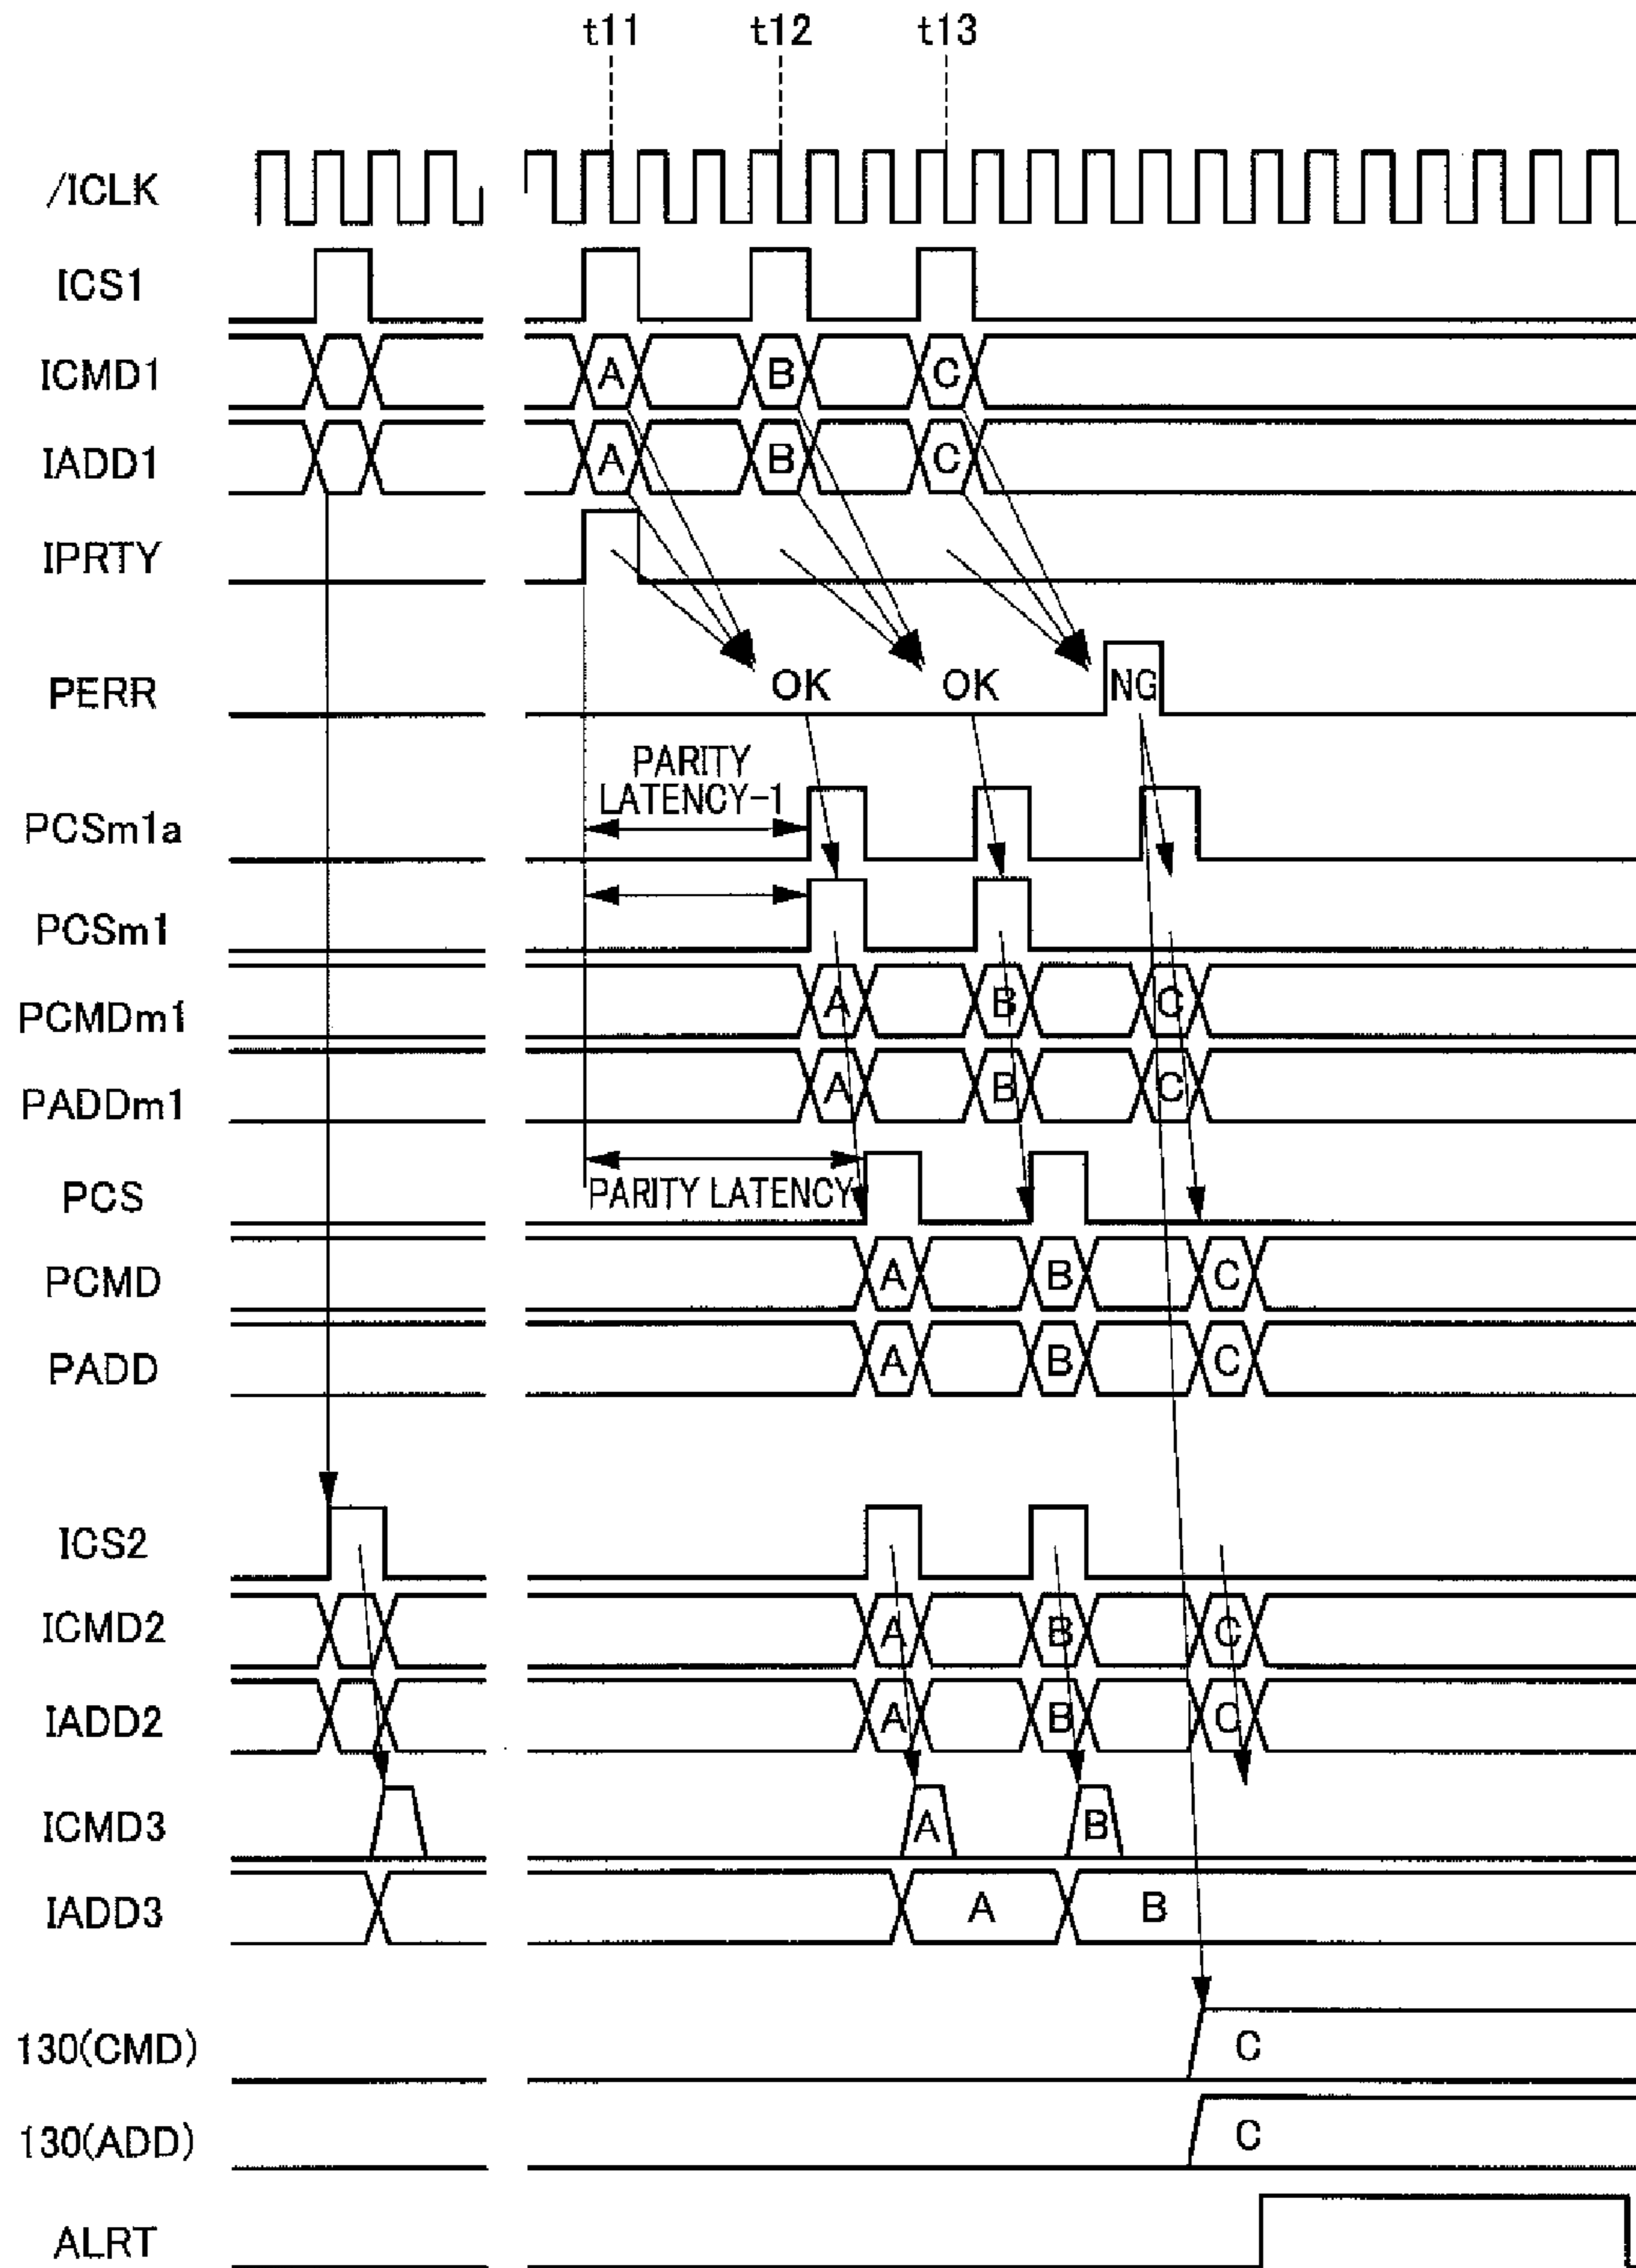 t11 t12 t13
/ICLK
ICS1
ICMD1 A B C
IADD1 A B C
IPRTY
PERR OK OK NG
PARITY
LATENCY-1
PCSm1a
PCSm1
PCMDm1 A B C
PADDm1 A B C
PCS PARITY LATENCY
PCMD A B C
PADD A B C
ICS2
ICMD2 A B C
IADD2 A B C
ICMD3 A B
IADD3 A B
130(CMD) C
130(ADD) C
ALRT